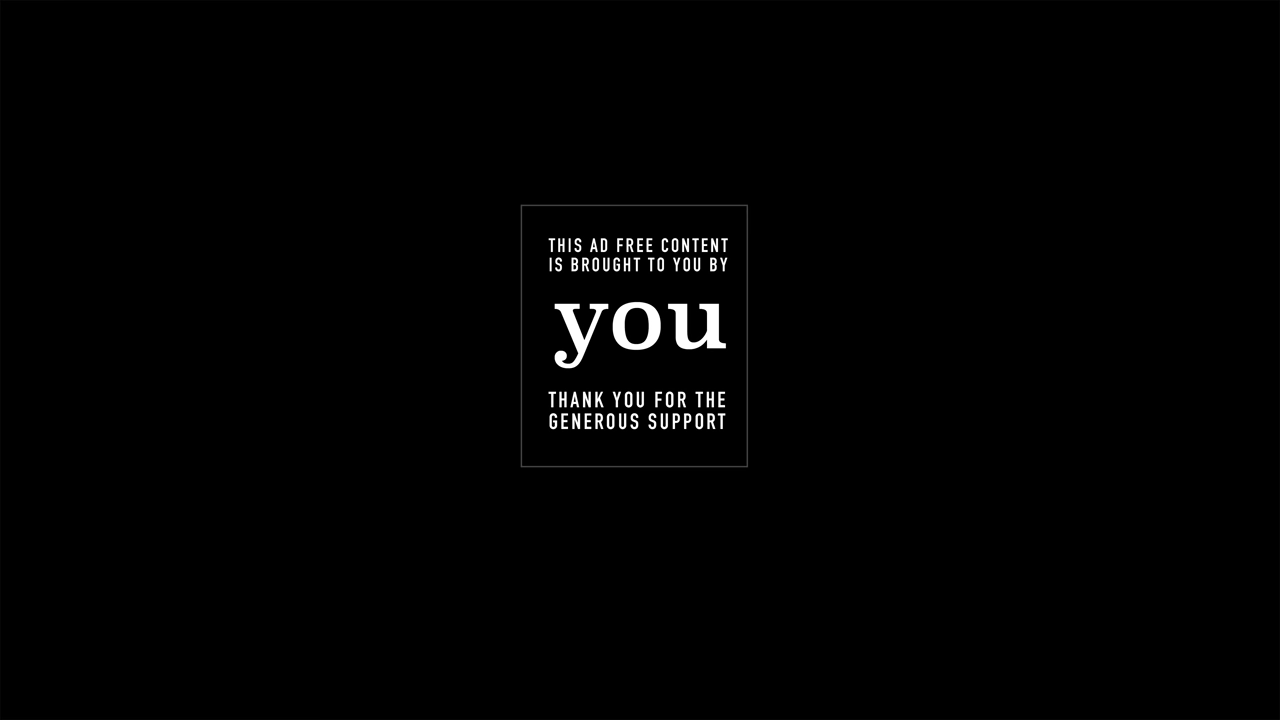 THIS AD FREE CONTENT
IS BROUGHT TO YOU BY
you
THANK YOU FOR THE
GENEROUS SUPPORT